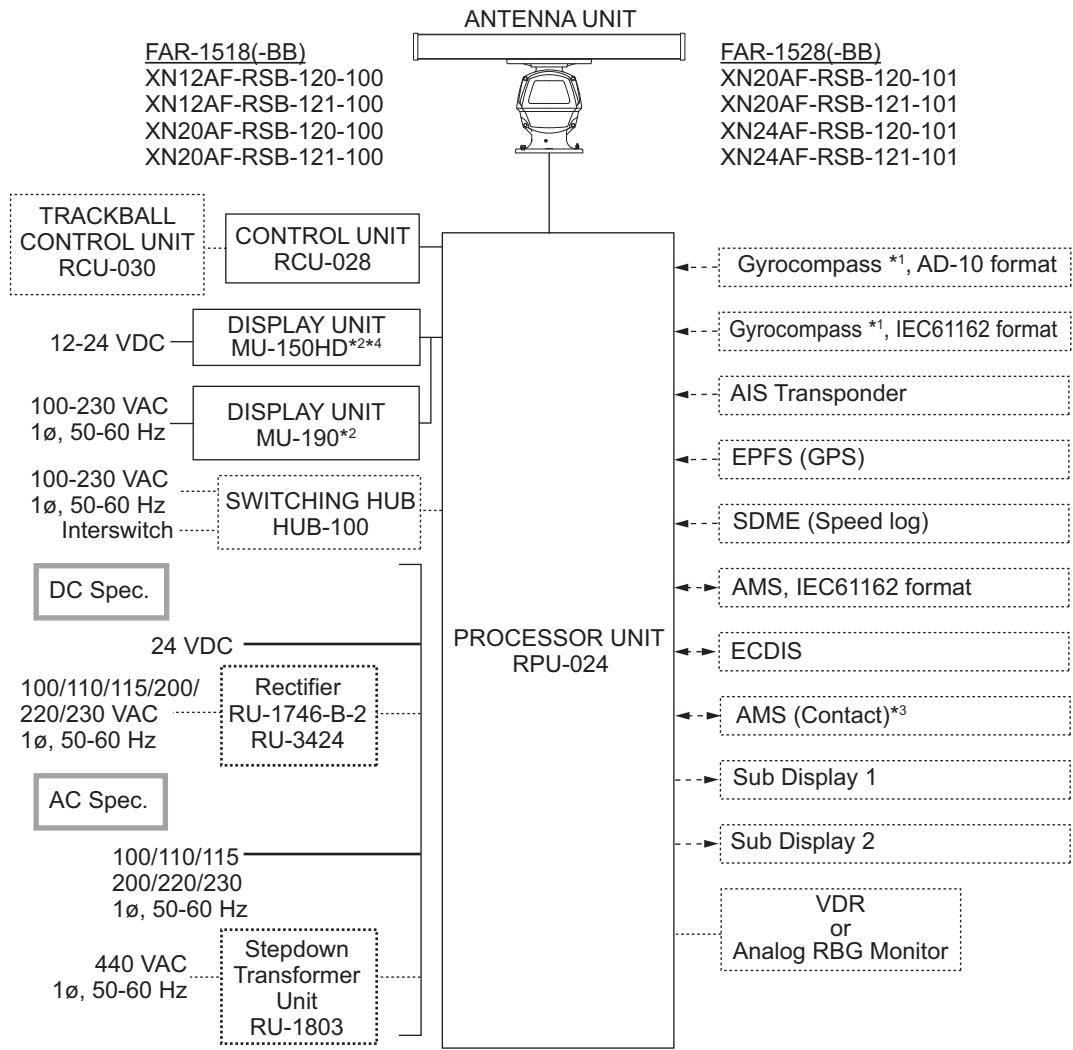 ANTENNA UNIT
FAR-1518(-BB)
XN12AF-RSB-120-100
XN12AF-RSB-121-100
XN20AF-RSB-120-100
XN20AF-RSB-121-100
FAR-1528(-BB)
XN20AF-RSB-120-101
XN20AF-RSB-121-101
XN24AF-RSB-120-101
XN24AF-RSB-121-101
TRACKBALL
CONTROL UNIT
RCU-030
CONTROL UNIT
RCU-028
12-24 VDC
DISPLAY UNIT
MU-150HD*2*4
100-230 VAC
1ø, 50-60 Hz
DISPLAY UNIT
MU-190*2
100-230 VAC
1ø, 50-60 Hz
Interswitch
SWITCHING HUB
HUB-100
DC Spec.
24 VDC
100/110/115/200/
220/230 VAC
1ø, 50-60 Hz
Rectifier
RU-1746-B-2
RU-3424
AC Spec.
100/110/115
200/220/230
1ø, 50-60 Hz
440 VAC
1ø, 50-60 Hz
Stepdown
Transformer
Unit
RU-1803
PROCESSOR UNIT
RPU-024
Gyrocompass *1, AD-10 format
Gyrocompass *1, IEC61162 format
AIS Transponder
EPFS (GPS)
SDME (Speed log)
AMS, IEC61162 format
ECDIS
AMS (Contact)*3
Sub Display 1
Sub Display 2
VDR
or
Analog RBG Monitor